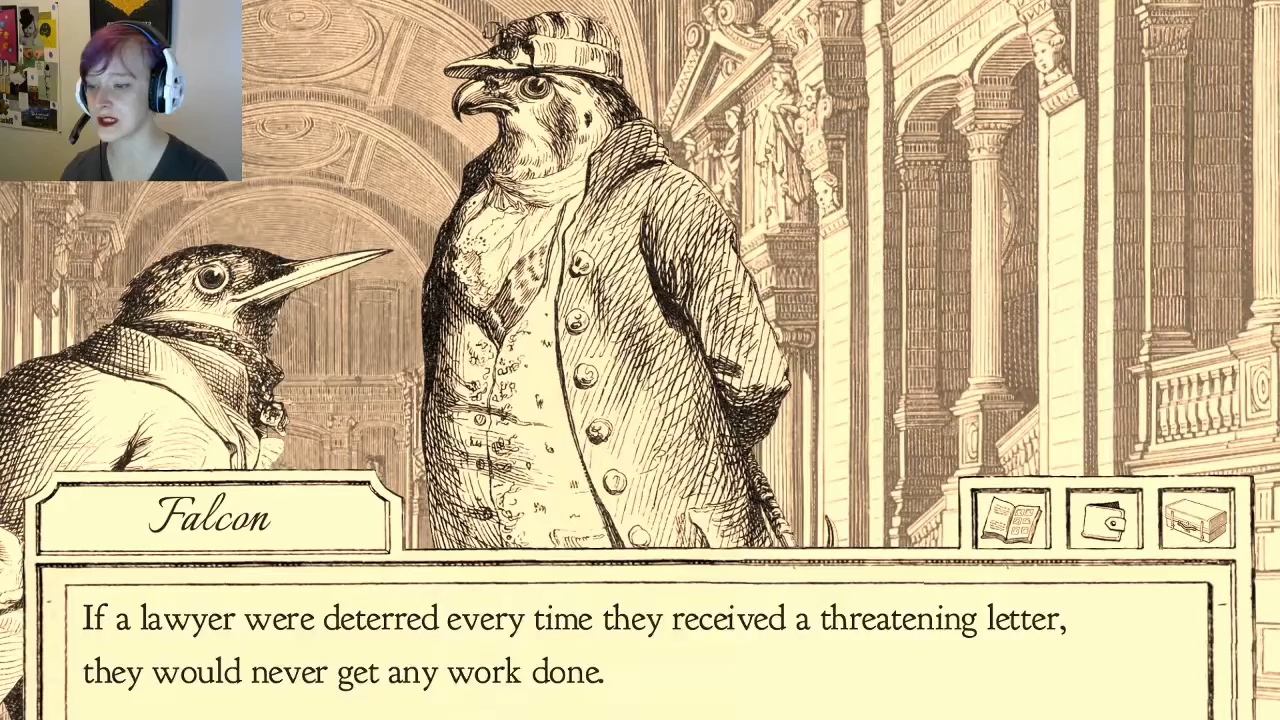 Falcon
If a lawyer were deterred every time they received a threatening letter,
they would never get any work done.